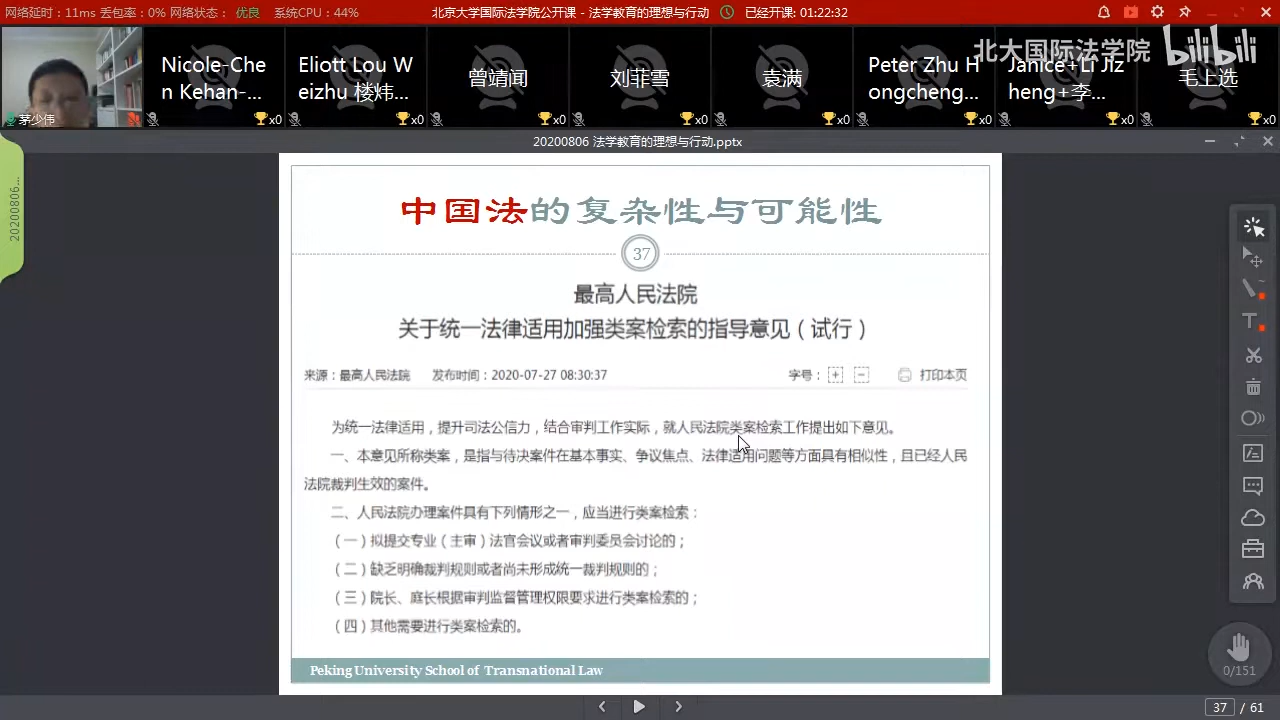 网络延时：11ms 丢包率：0% 网络状态： 优良 系统CPU：44%
北京大学国际法学院公开课 - 法学教育的理想与行动
已经开课: 01:22:32
北大国际法学院 bilibili
茅少伟
Nicole-Che
n Kehan-...
x0
Eliott Lou W
eizhu 楼炜...
x0
曾靖闻
x0
刘菲雪
x0
袁满
x0
Peter Zhu H
ongcheng...
x0
Janice+Li Jiz
heng+李...
x0
毛上选
x0
20200806 法学教育的理想与行动.pptx
20200806...
中国法的复杂性与可能性
37
最高人民法院
关于统一法律适用加强类案检索的指导意见（试行）
来源：最高人民法院 发布时间：2020-07-27 08:30:37
字号： + − 打印本页
为统一法律适用，提升司法公信力，结合审判工作实际，就人民法院类案检索工作提出如下意见。
一、本意见所称类案，是指与待决案件在基本事实、争议焦点、法律适用问题等方面具有相似性，且已经人民
法院裁判生效的案件。
二、人民法院办理案件具有下列情形之一，应当进行类案检索：
（一）拟提交专业（主审）法官会议或者审判委员会讨论的；
（二）缺乏明确裁判规则或者尚未形成统一裁判规则的；
（三）院长、庭长根据审判监督管理权限要求进行类案检索的；
（四）其他需要进行类案检索的。
Peking University School of Transnational Law
0/151
37 / 61